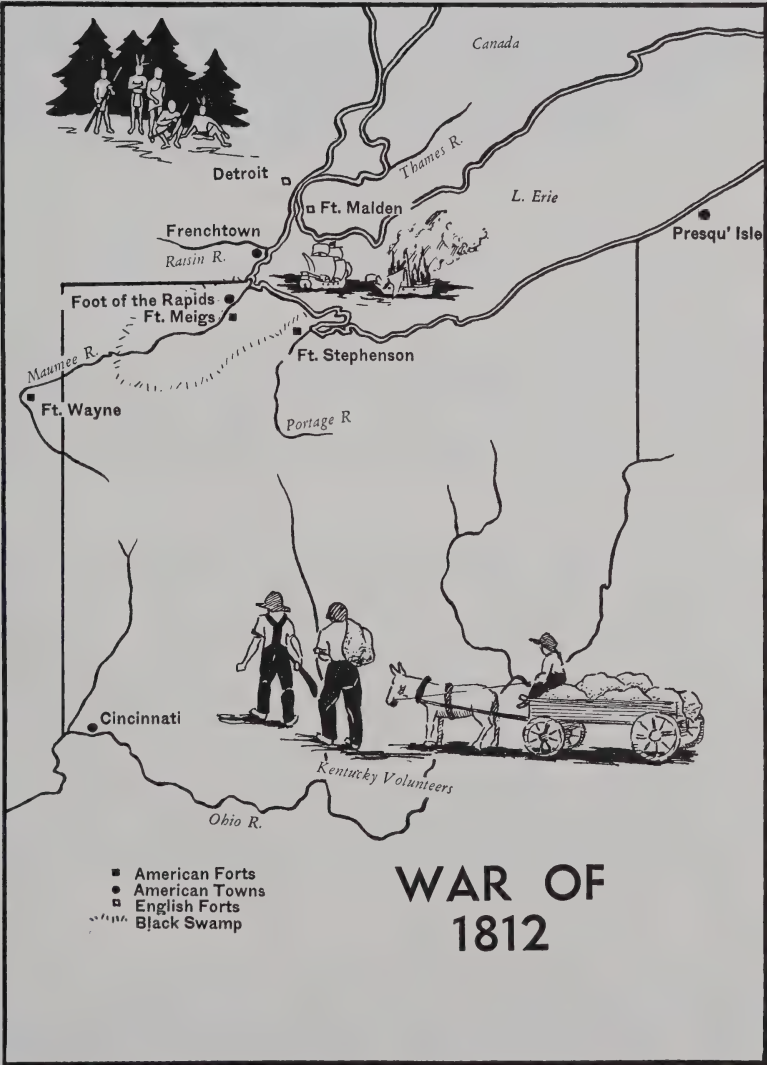 Canada
Thames R.
Detroit
Ft. Malden
L. Erie
Presqu' Isle
Frenchtown
Raisin R.
Foot of the Rapids
Ft. Meigs
Ft. Stephenson
Maumee R.
Ft. Wayne
Portage R
Cincinnati
Kentucky Volunteers
Ohio R.
American Forts
American Towns
English Forts
Black Swamp
WAR OF
1812